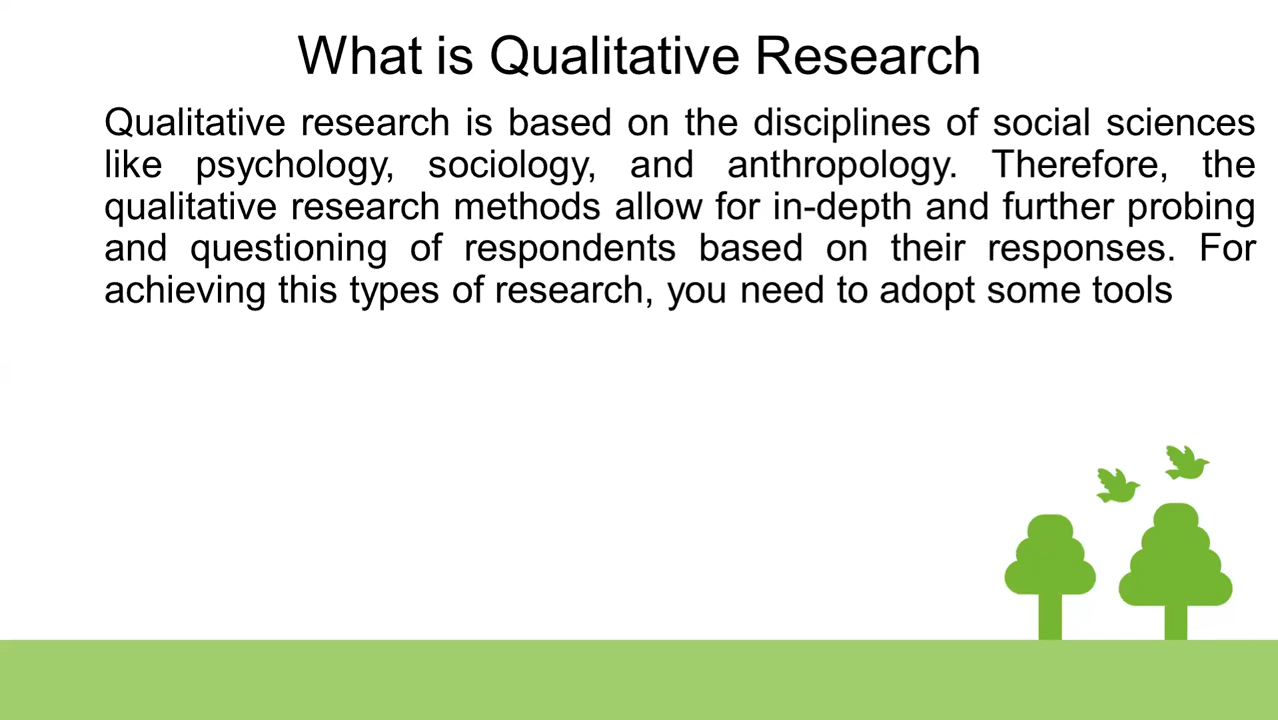 What is Qualitative Research
Qualitative research is based on the disciplines of social sciences
like psychology, sociology, and anthropology. Therefore, the
qualitative research methods allow for in-depth and further probing
and questioning of respondents based on their responses. For
achieving this types of research, you need to adopt some tools